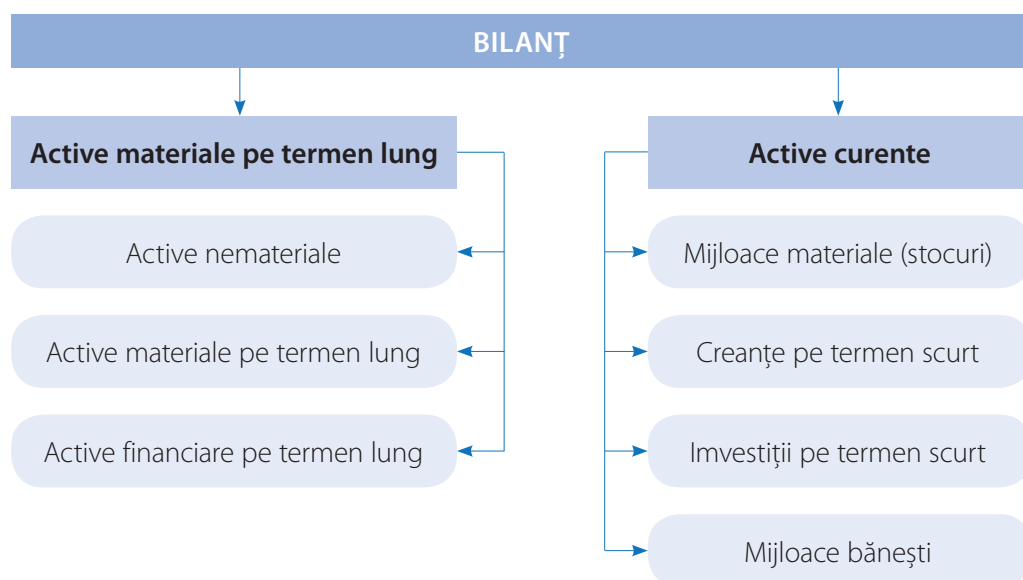 BILANȚ
Active materiale pe termen lung
Active nemateriale
Active materiale pe termen lung
Active financiare pe termen lung
Active curente
Mijloace materiale (stocuri)
Creanțe pe termen scurt
Imvestiții pe termen scurt
Mijloace bănești